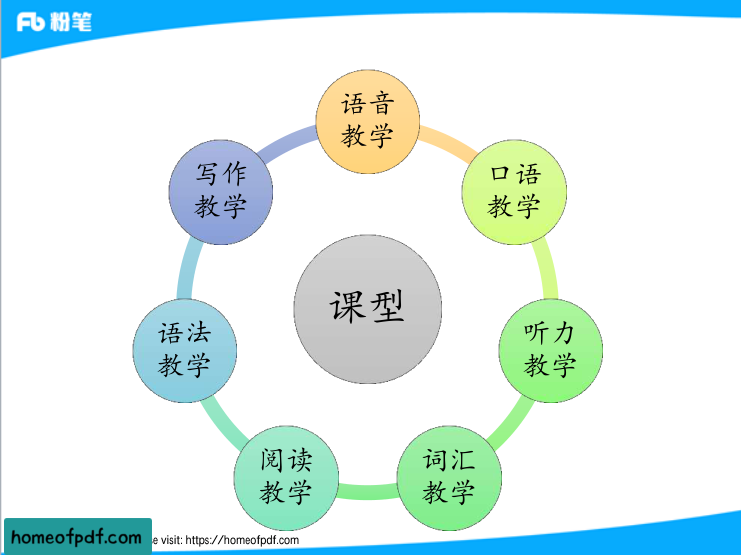 Fb 粉笔
语音
教学
口语
教学
听力
教学
词汇
教学
阅读
教学
语法
教学
写作
教学
课型
homeofpdf.com
e visit: https://homeofpdf.com